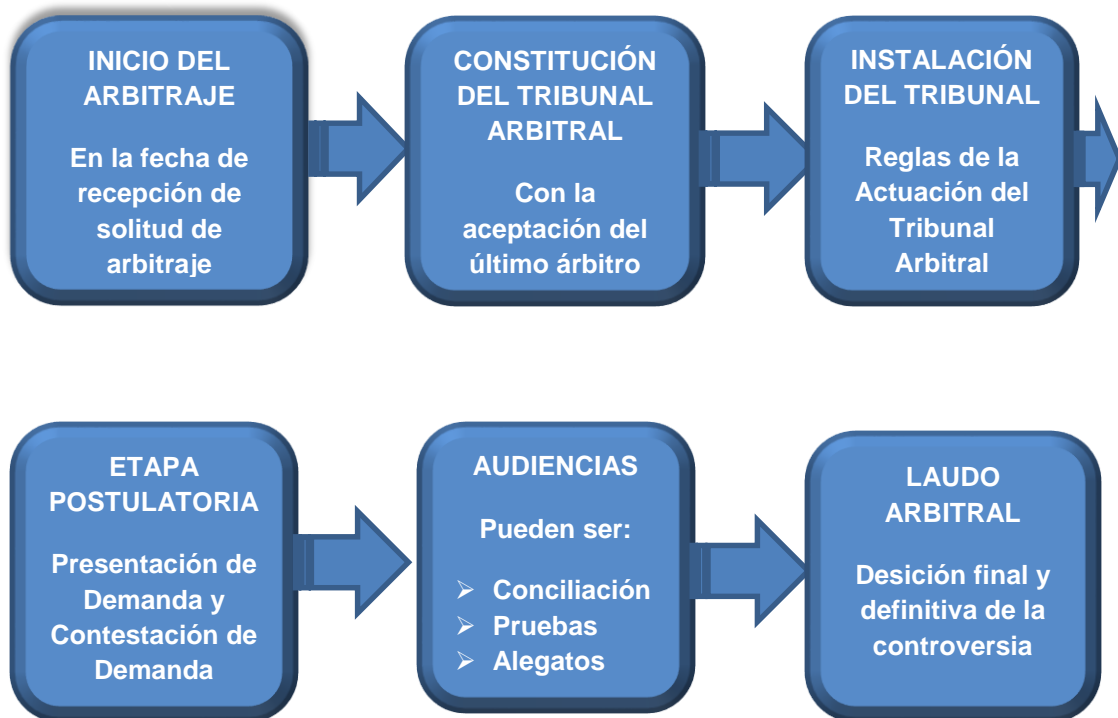 INICIO DEL
ARBITRAJE
En la fecha de
recepción de
solitud de
arbitraje
CONSTITUCIÓN
DEL TRIBUNAL
ARBITRAL
Con la
aceptación del
último árbitro
INSTALACIÓN
DEL TRIBUNAL
Reglas de la
Actuación del
Tribunal
Arbitral
ETAPA
POSTULATORIA
Presentación de
Demanda y
Contestación de
Demanda
AUDIENCIAS
Pueden ser:
➢ Conciliación
➢ Pruebas
➢ Alegatos
LAUDO
ARBITRAL
Desición final y
definitiva de la
controversia